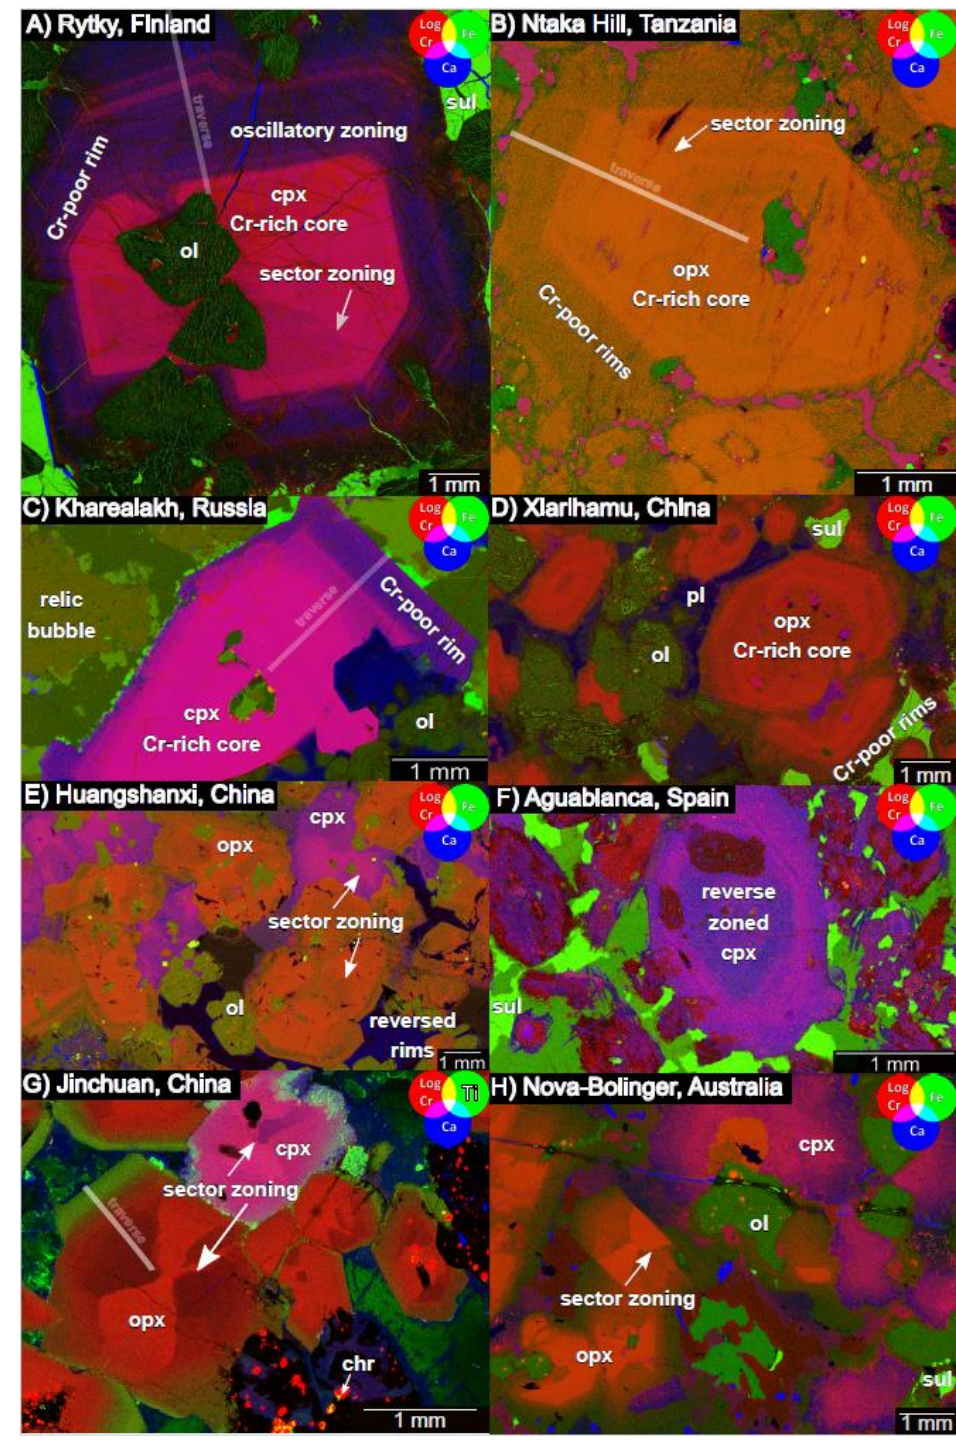 A) Rytky, Finland
Log
Cr
Fe
Ca
sul
traverse
oscillatory zoning
Cr-poor rim
cpx
Cr-rich core
ol
sector zoning
1 mm
B) Ntaka Hill, Tanzania
Log
Cr
Fe
Ca
sector zoning
traverse
opx
Cr-rich core
Cr-poor rims
1 mm
C) Kharealakh, Russia
Log
Cr
Fe
Ca
relic
bubble
traverse
Cr-poor rim
cpx
Cr-rich core
ol
1 mm
D) Xiarihamu, China
Log
Cr
Fe
Ca
sul
pl
opx
Cr-rich core
ol
Cr-poor rims
1 mm
E) Huangshanxi, China
Log
Cr
Fe
Ca
cpx
opx
sector zoning
ol
reversed
rims
1 mm
F) Aguablanca, Spain
Log
Cr
Fe
Ca
reverse
zoned
cpx
sul
1 mm
G) Jinchuan, China
Log
Cr
Ti
Ca
cpx
sector zoning
traverse
opx
chr
1 mm
H) Nova-Bolinger, Australia
Log
Cr
Fe
Ca
cpx
ol
sector zoning
opx
sul
1 mm